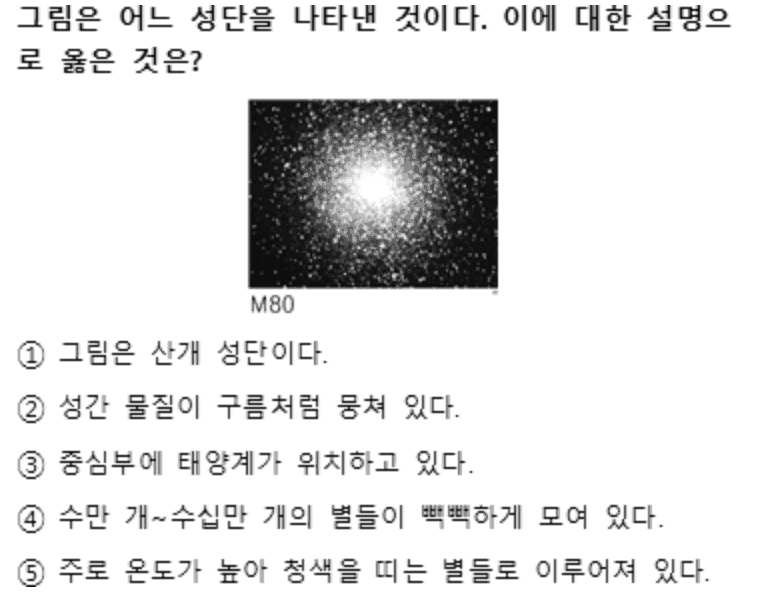 그림은 어느 성단을 나타낸 것이다. 이에 대한 설명으
로 옳은 것은?
M80
① 그림은 산개 성단이다.
② 성간 물질이 구름처럼 뭉쳐 있다.
③ 중심부에 태양계가 위치하고 있다.
④ 수만 개~수십만 개의 별들이 빽빽하게 모여 있다.
⑤ 주로 온도가 높아 청색을 띠는 별들로 이루어져 있다.